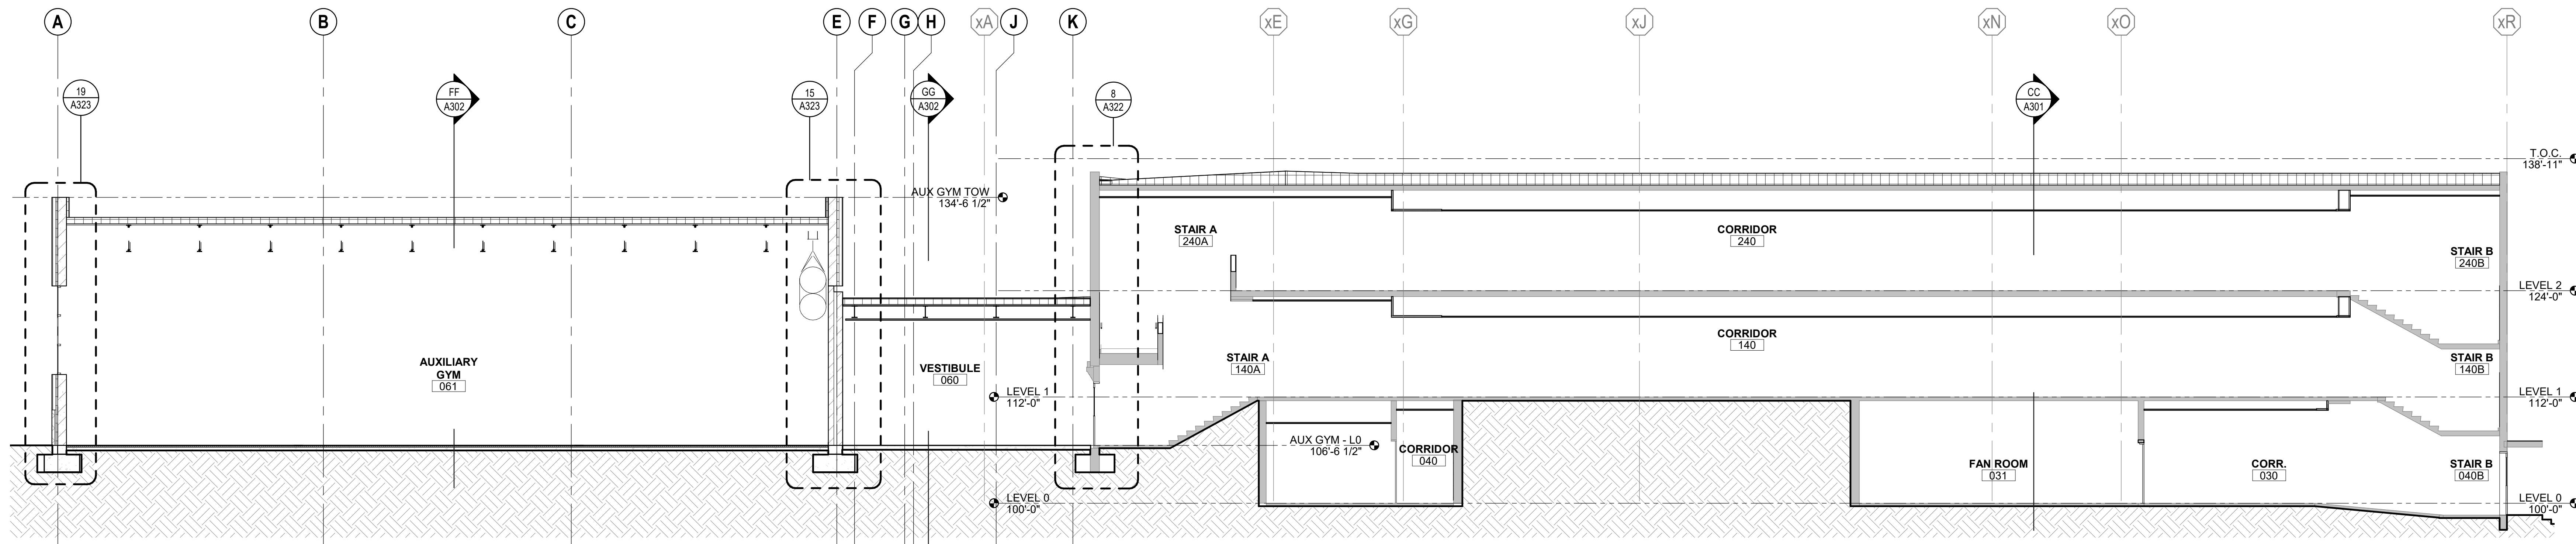 A
B
C
E
F
G
H
xA
J
K
xE
xG
xJ
xN
xO
xR
19
A323
FF
A302
15
A323
GG
A302
8
A322
CC
A301
T.O.C.
138'-11"
AUX GYM TOW
134'-6 1/2"
STAIR A
240A
CORRIDOR
240
STAIR B
240B
LEVEL 2
124'-0"
CORRIDOR
140
AUXILIARY
GYM
061
VESTIBULE
060
STAIR A
140A
STAIR B
140B
LEVEL 1
112'-0"
LEVEL 1
112'-0"
AUX GYM - L0
106'-6 1/2"
CORRIDOR
040
FAN ROOM
031
CORR.
030
STAIR B
040B
LEVEL 0
100'-0"
LEVEL 0
100'-0"